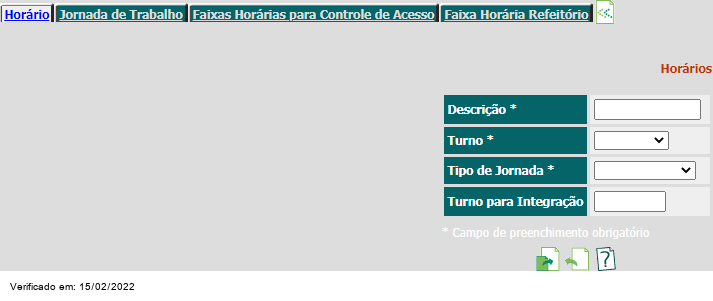 Horário Jornada de Trabalho Faixas Horárias para Controle de Acesso Faixa Horária Refeitório
Horários
Descrição *
Turno *
Tipo de Jornada *
Turno para Integração
* Campo de preenchimento obrigatório
Verificado em: 15/02/2022